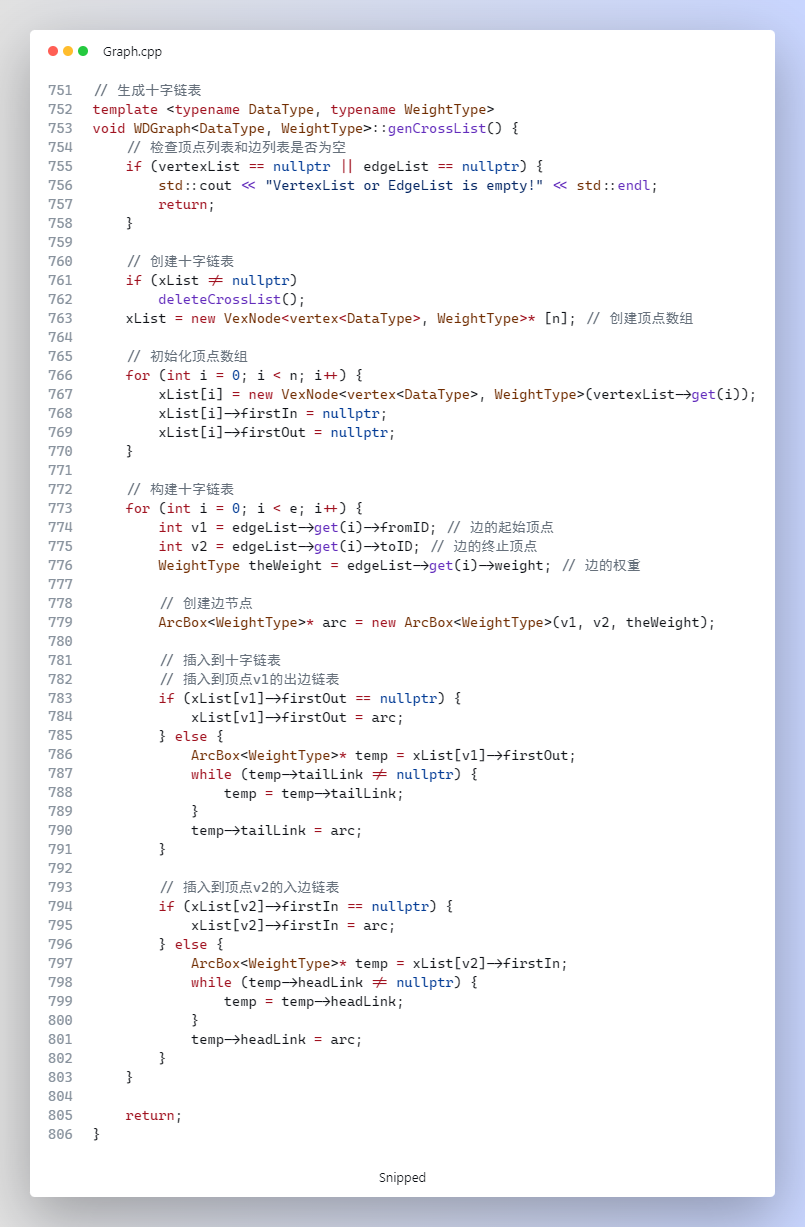 Graph.cpp
751 // 生成十字链表
752 template <typename DataType, typename WeightType>
753 void WDGraph<DataType, WeightType>::genCrossList() {
754     // 检查顶点列表和边列表是否为空
755     if (vertexList == nullptr || edgeList == nullptr) {
756         std::cout << "VertexList or EdgeList is empty!" << std::endl;
757         return;
758     }
759
760     // 创建十字链表
761     if (xList != nullptr)
762         deleteCrossList();
763     xList = new VexNode<vertex<DataType>, WeightType>* [n]; // 创建顶点数组
764
765     // 初始化顶点数组
766     for (int i = 0; i < n; i++) {
767         xList[i] = new VexNode<vertex<DataType>, WeightType>(vertexList->get(i));
768         xList[i]->firstIn = nullptr;
769         xList[i]->firstOut = nullptr;
770     }
771
772     // 构建十字链表
773     for (int i = 0; i < e; i++) {
774         int v1 = edgeList->get(i)->fromID; // 边的起始顶点
775         int v2 = edgeList->get(i)->toID; // 边的终止顶点
776         WeightType theWeight = edgeList->get(i)->weight; // 边的权重
777
778         // 创建边节点
779         ArcBox<WeightType>* arc = new ArcBox<WeightType>(v1, v2, theWeight);
780
781         // 插入到十字链表
782         // 插入到顶点v1的出边链表
783         if (xList[v1]->firstOut == nullptr) {
784             xList[v1]->firstOut = arc;
785         } else {
786             ArcBox<WeightType>* temp = xList[v1]->firstOut;
787             while (temp->tailLink != nullptr) {
788                 temp = temp->tailLink;
789             }
790             temp->tailLink = arc;
791         }
792
793         // 插入到顶点v2的入边链表
794         if (xList[v2]->firstIn == nullptr) {
795             xList[v2]->firstIn = arc;
796         } else {
797             ArcBox<WeightType>* temp = xList[v2]->firstIn;
798             while (temp->headLink != nullptr) {
799                 temp = temp->headLink;
800             }
801             temp->headLink = arc;
802         }
803     }
804
805     return;
806 }
Snipped